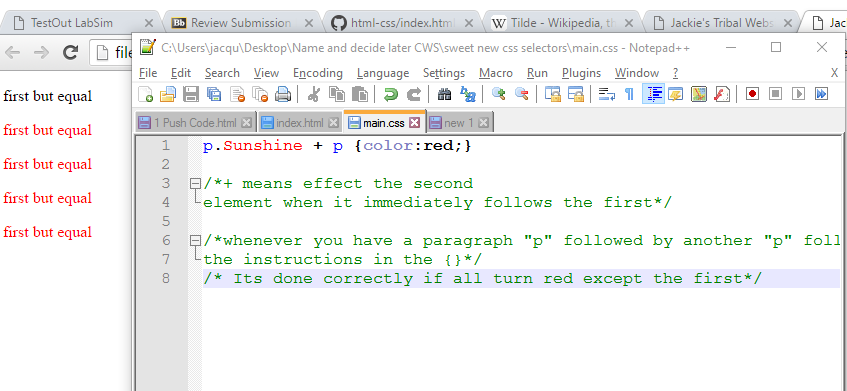 TestOut LabSim
Review Submission
html-css/index.html
Tilde - Wikipedia, th
Jackie's Tribal Webs
Jac
file
C:\Users\jacqu\Desktop\Name and decide later CWS\sweet new css selectors\main.css - Notepad++
File Edit Search View Encoding Language Settings Macro Run Plugins Window ?
X
1 Push Code.html
index.html
main.css
new 1
first but equal
first but equal
first but equal
first but equal
first but equal
1 p.Sunshine + p {color:red;}
2
3 /*+ means effect the second
4 element when it immediately follows the first*/
5
6 /*whenever you have a paragraph "p" followed by another "p" foll
7 the instructions in the {}*/
8 /* Its done correctly if all turn red except the first*/